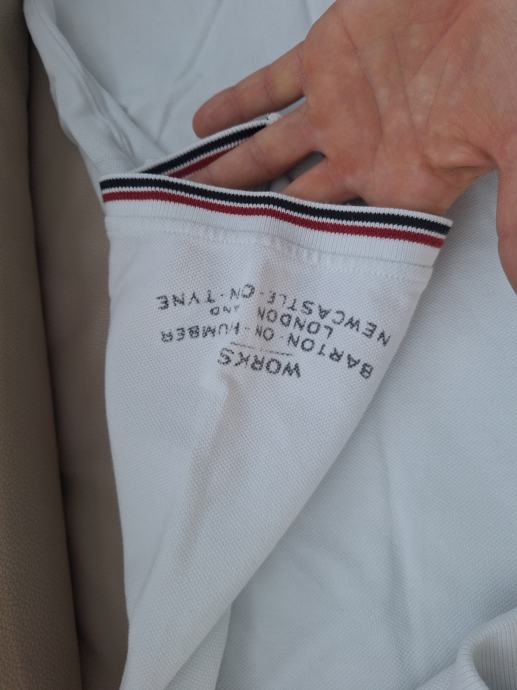 WORKS
BARTON-ON-HUMBER
LONDON AND
NEWCASTLE-ON-TYNE